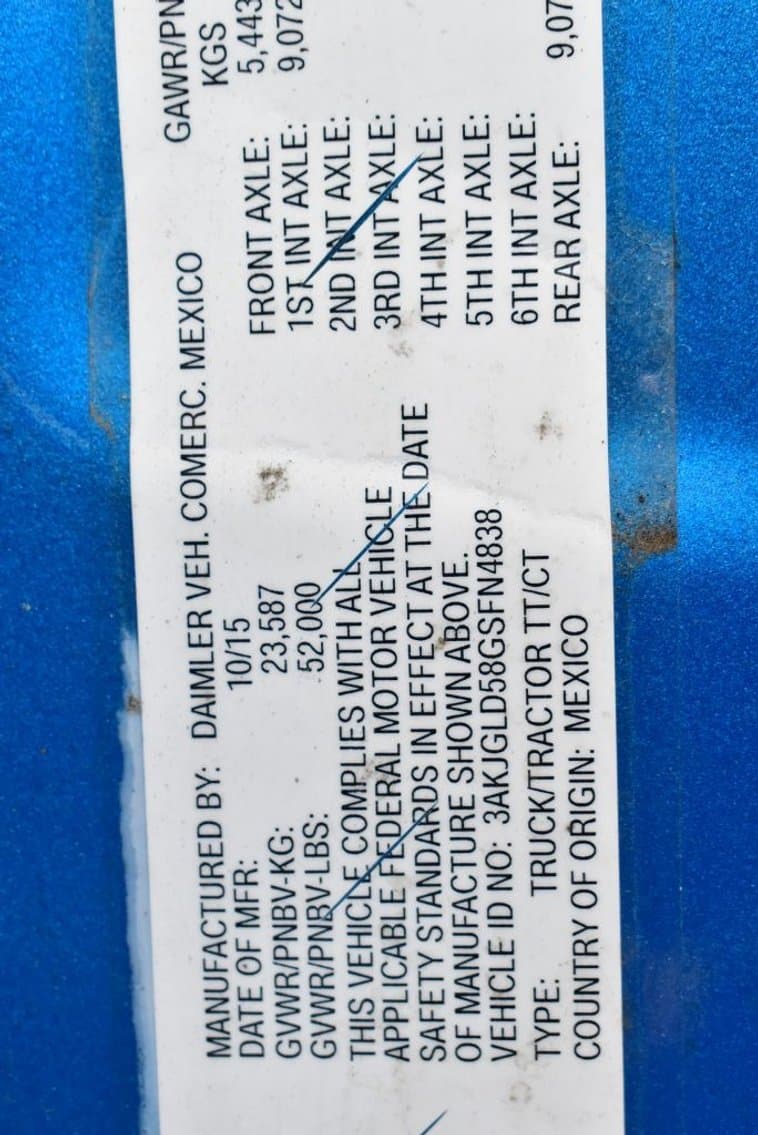 MANUFACTURED BY: DAIMLER VEH. COMERC. MEXICO
DATE OF MFR: 10/15
GVWR/PNBV-KG: 23,587
GVWR/PNBV-LBS: 52,000
THIS VEHICLE COMPLIES WITH ALL
APPLICABLE FEDERAL MOTOR VEHICLE
SAFETY STANDARDS IN EFFECT AT THE DATE
OF MANUFACTURE SHOWN ABOVE.
VEHICLE ID NO: 3AKJGLD58GSFN4838
TYPE: TRUCK/TRACTOR TT/CT
COUNTRY OF ORIGIN: MEXICO
GAWR/PN
KGS
FRONT AXLE: 5,443
1ST INT AXLE: 9,072
2ND INT AXLE:
3RD INT AXLE:
4TH INT AXLE:
5TH INT AXLE:
6TH INT AXLE:
REAR AXLE: 9,07